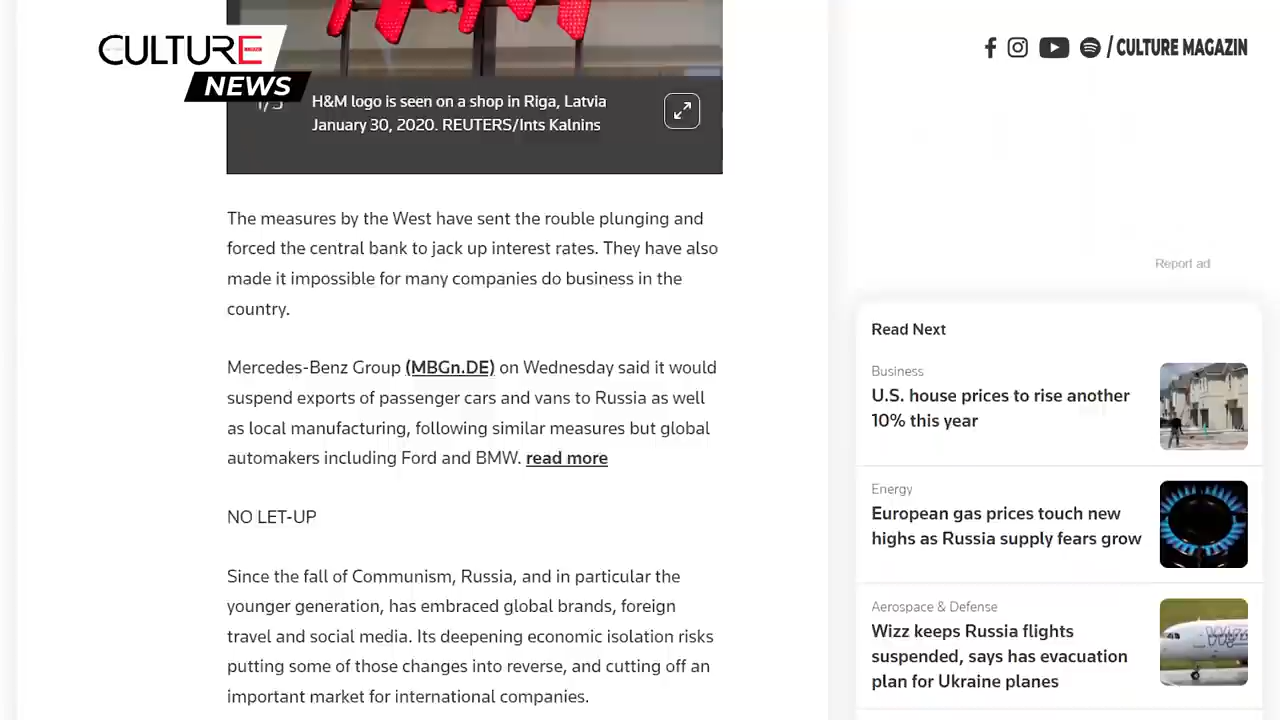 CULTURE
NEWS
/ CULTURE MAGAZIN
1/5
H&M logo is seen on a shop in Riga, Latvia
January 30, 2020. REUTERS/Ints Kalnins
The measures by the West have sent the rouble plunging and
forced the central bank to jack up interest rates. They have also
made it impossible for many companies do business in the
country.
Mercedes-Benz Group (MBGn.DE) on Wednesday said it would
suspend exports of passenger cars and vans to Russia as well
as local manufacturing, following similar measures but global
automakers including Ford and BMW. read more
NO LET-UP
Since the fall of Communism, Russia, and in particular the
younger generation, has embraced global brands, foreign
travel and social media. Its deepening economic isolation risks
putting some of those changes into reverse, and cutting off an
important market for international companies.
Report ad
Read Next
Business
U.S. house prices to rise another
10% this year
Energy
European gas prices touch new
highs as Russia supply fears grow
Aerospace & Defense
Wizz keeps Russia flights
suspended, says has evacuation
plan for Ukraine planes